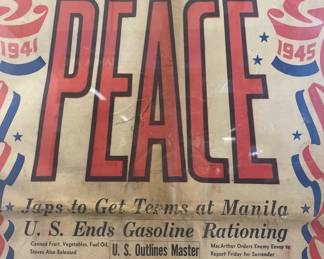 1941
1945
PEACE
Japs to Get Terms at Manila
U. S. Ends Gasoline Rationing
Canned Fruit, Vegetables, Fuel Oil,
Stoves Also Released
U. S. Outlines Master
MacArthur Orders Enemy Envoy to
Report Friday for Surrender